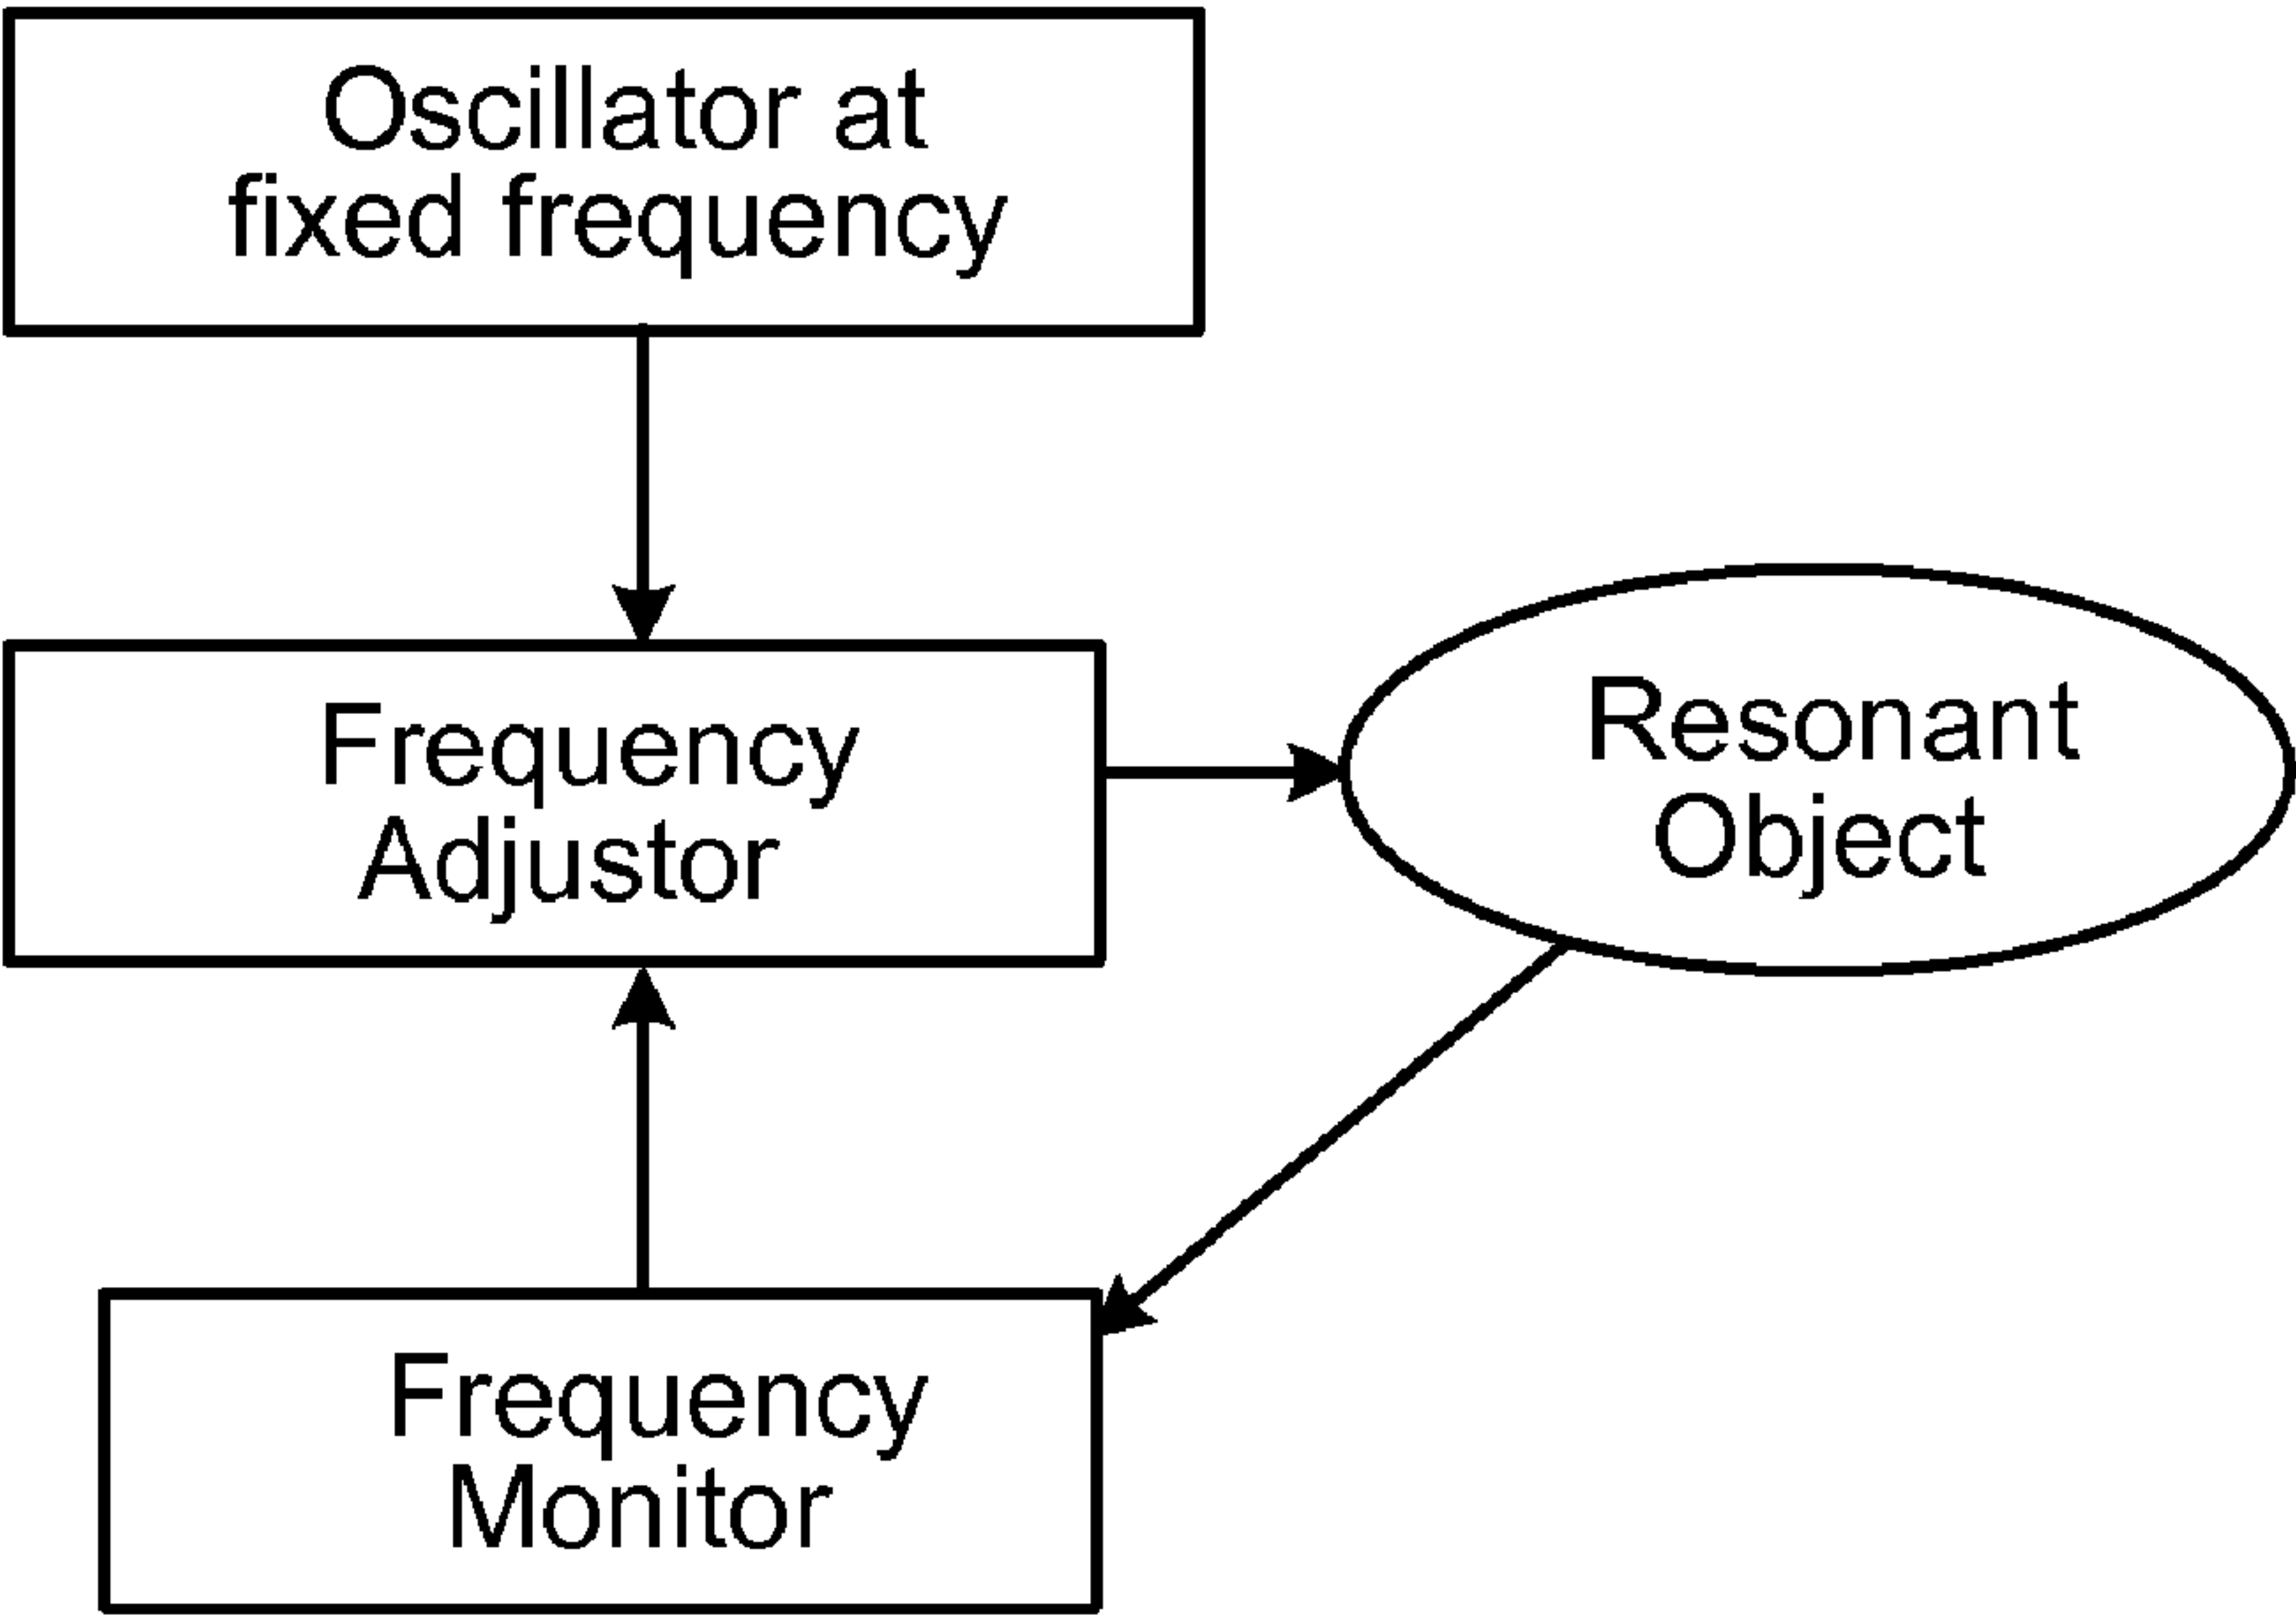 Oscillator at
fixed frequency
Frequency
Adjustor
Resonant
Object
Frequency
Monitor